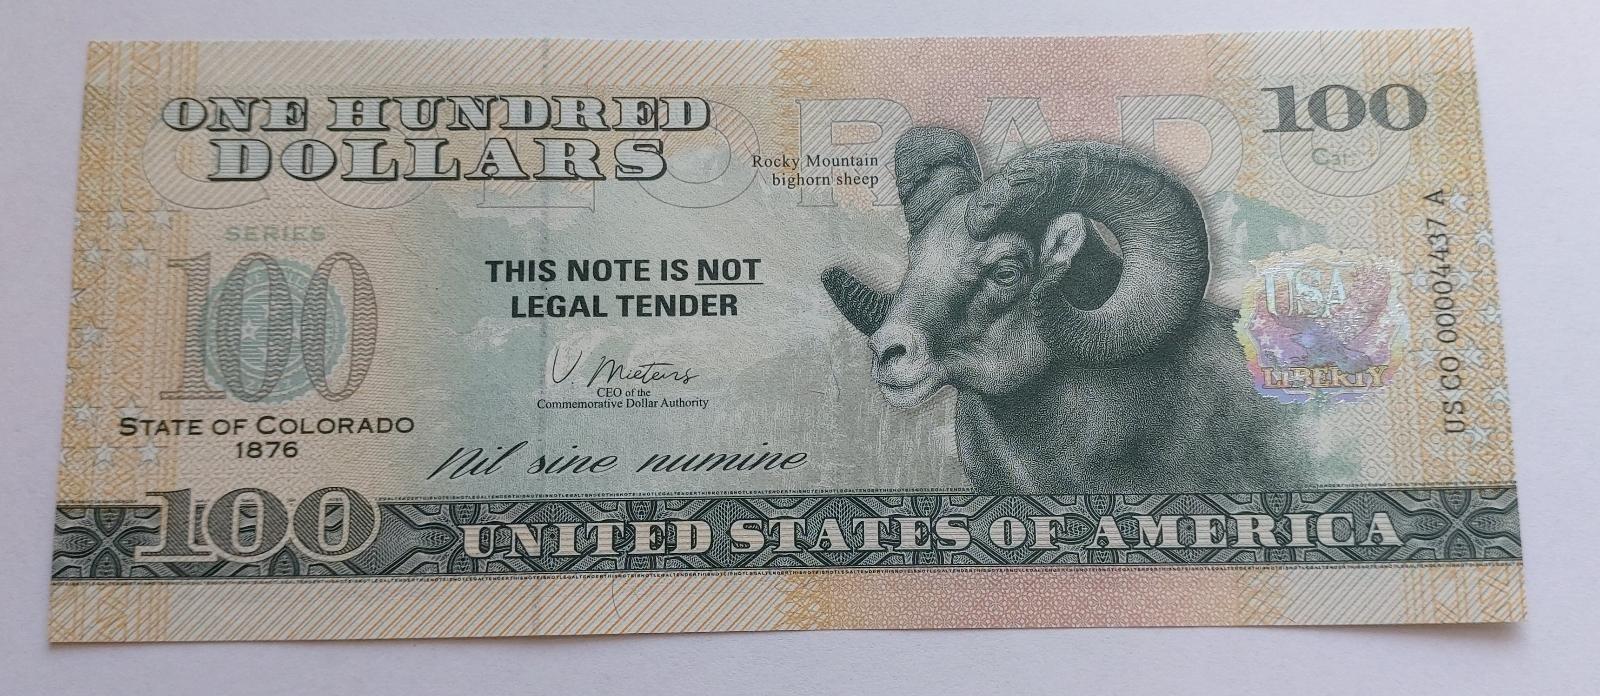 COLORADO
ONE HUNDRED
DOLLARS
100
Rocky Mountain
bighorn sheep
SERIES
100
THIS NOTE IS NOT
LEGAL TENDER
USA
LIBERTY
US CO 00004437 A
V. Mietens
CEO of the
Commemorative Dollar Authority
STATE OF COLORADO
1876
Nil sine numine
100
UNITED STATES OF AMERICA